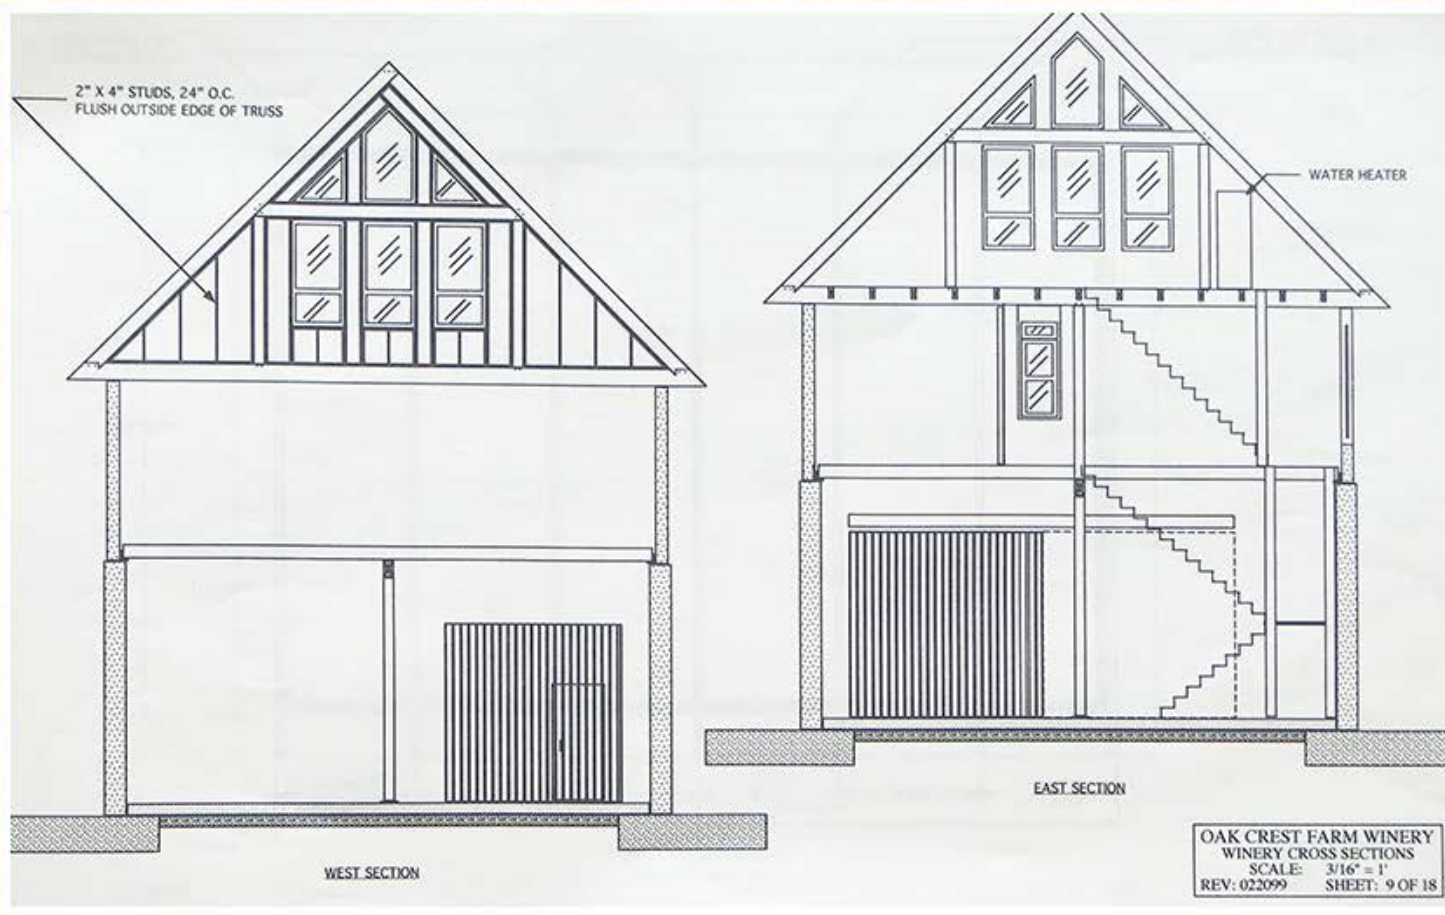 2" X 4" STUDS, 24" O.C.
FLUSH OUTSIDE EDGE OF TRUSS
WATER HEATER
EAST SECTION
WEST SECTION
OAK CREST FARM WINERY
WINERY CROSS SECTIONS
SCALE: 3/16" = 1'
REV: 022099 SHEET: 9 OF 18